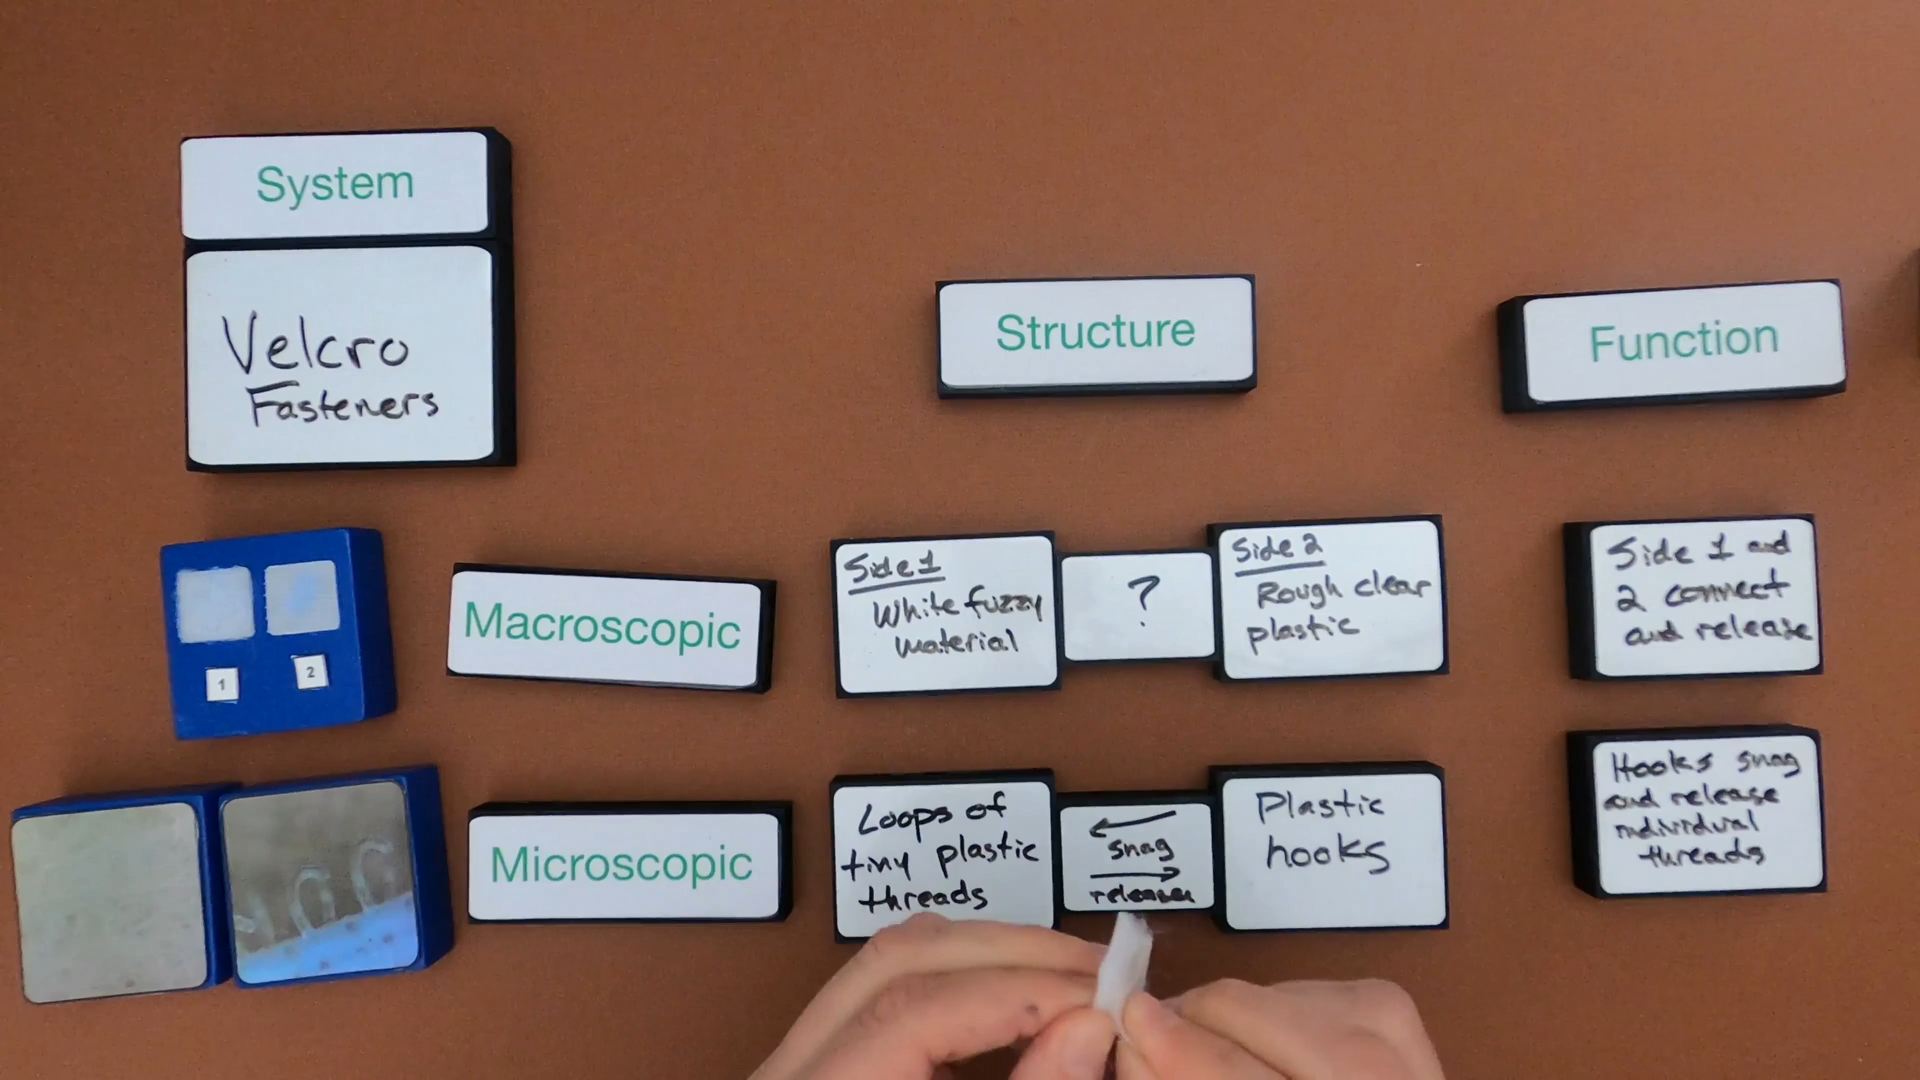 System
Velcro
Fasteners
Structure
Function
1
2
Macroscopic
Side 1
White fuzzy
material
?
Side 2
Rough clear
plastic
Side 1 and
2 connect
and release
Microscopic
Loops of
tiny plastic
threads
snag
release
Plastic
hooks
Hooks snag
and release
individual
threads